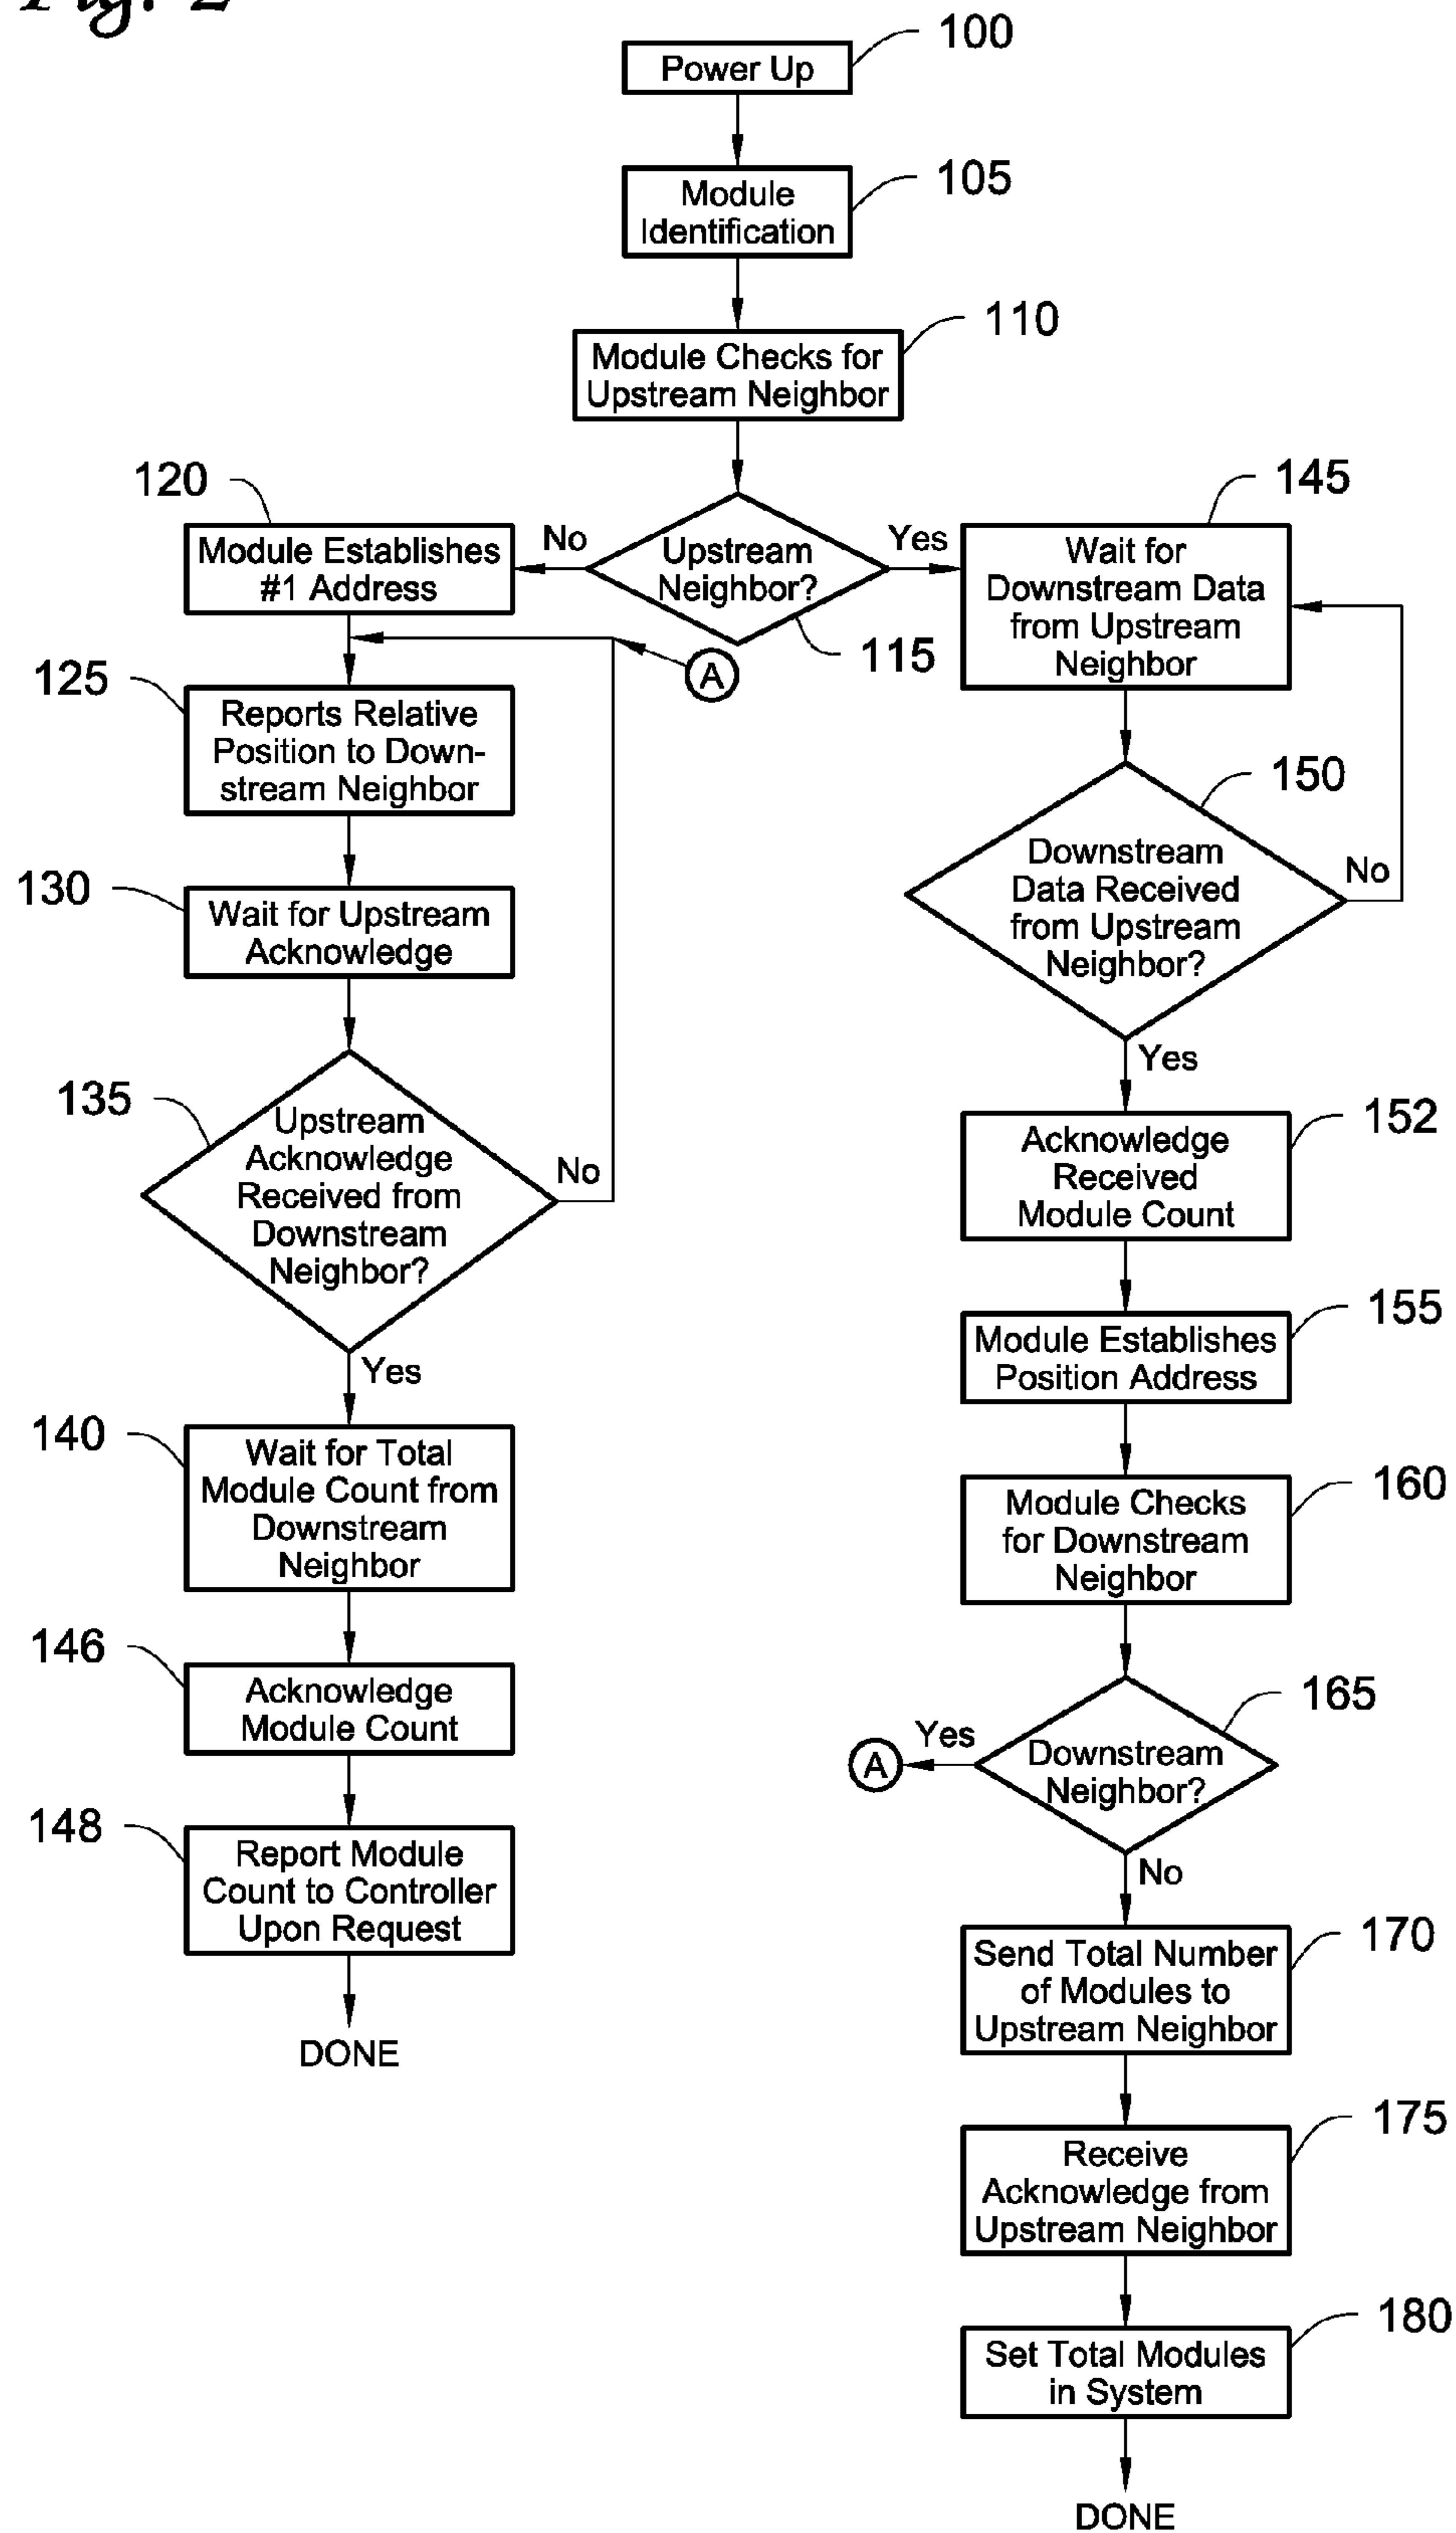 Fig. 2
100
Power Up
105
Module
Identification
110
Module Checks for
Upstream Neighbor
120
Module Establishes
#1 Address
No
Upstream
Neighbor?
Yes
115
A
145
Wait for
Downstream Data
from Upstream
Neighbor
125
Reports Relative
Position to Down-
stream Neighbor
150
Downstream
Data Received
from Upstream
Neighbor?
No
Yes
130
Wait for Upstream
Acknowledge
135
Upstream
Acknowledge
Received from
Downstream
Neighbor?
No
Yes
152
Acknowledge
Received
Module Count
155
Module Establishes
Position Address
140
Wait for Total
Module Count from
Downstream
Neighbor
160
Module Checks
for Downstream
Neighbor
146
Acknowledge
Module Count
165
Downstream
Neighbor?
Yes
A
No
148
Report Module
Count to Controller
Upon Request
DONE
170
Send Total Number
of Modules to
Upstream Neighbor
175
Receive
Acknowledge from
Upstream Neighbor
180
Set Total Modules
in System
DONE